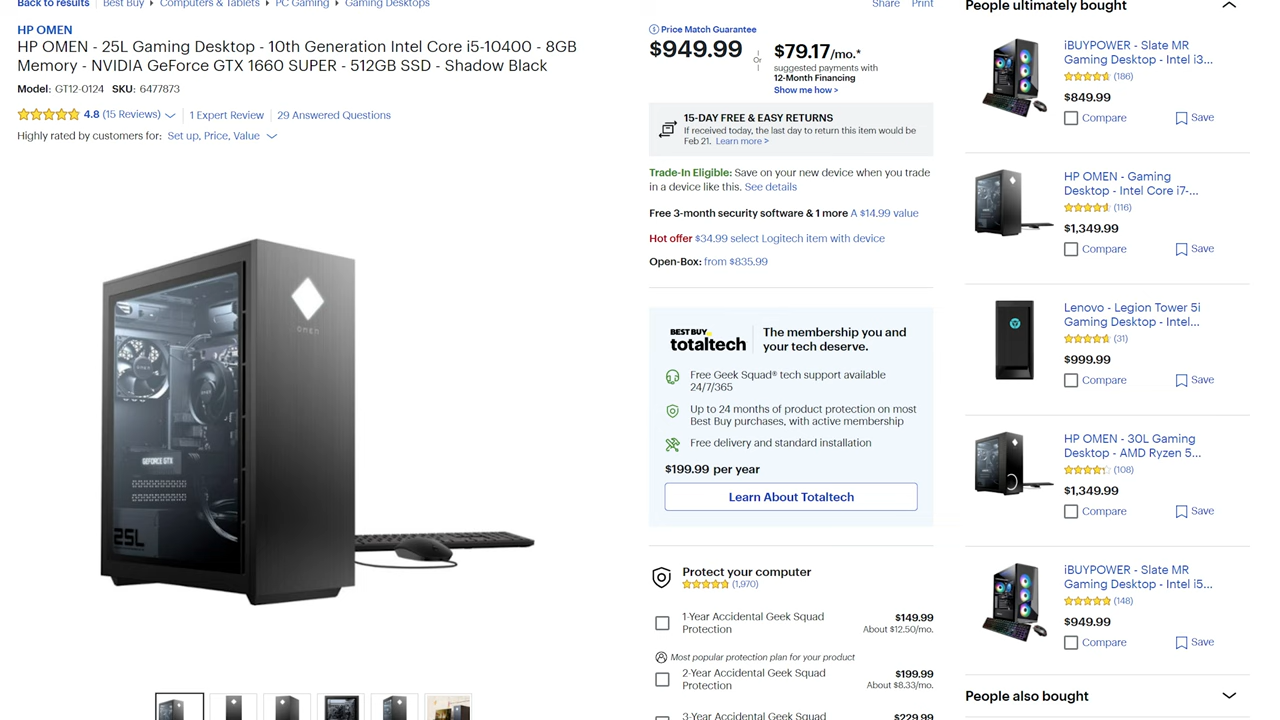 Back to results
Best Buy
Computers & Tablets
PC Gaming
Gaming Desktops
HP OMEN
HP OMEN - 25L Gaming Desktop - 10th Generation Intel Core i5-10400 - 8GB
Memory - NVIDIA GeForce GTX 1660 SUPER - 512GB SSD - Shadow Black
Model: GT12-0124 SKU: 6477873
4.8 (15 Reviews)
1 Expert Review
29 Answered Questions
Highly rated by customers for: Set up, Price, Value
omen
GEFORCE GTX
25L
Share Print
Price Match Guarantee
$949.99
Or
$79.17/mo.*
suggested payments with
12-Month Financing
Show me how >
15-DAY FREE & EASY RETURNS
If received today, the last day to return this item would be
Feb 21. Learn more >
Trade-In Eligible: Save on your new device when you trade
in a device like this. See details
Free 3-month security software & 1 more A $14.99 value
Hot offer $34.99 select Logitech item with device
Open-Box: from $835.99
BEST BUY
totaltech
The membership you and
your tech deserve.
Free Geek Squad® tech support available
24/7/365
Up to 24 months of product protection on most
Best Buy purchases, with active membership
Free delivery and standard installation
$199.99 per year
Learn About Totaltech
Protect your computer
(1,970)
1-Year Accidental Geek Squad
Protection
$149.99
About $12.50/mo.
Most popular protection plan for your product
2-Year Accidental Geek Squad
Protection
$199.99
About $8.33/mo.
3-Year Accidental Geek Squad
$229.99
People ultimately bought
iBUYPOWER - Slate MR
Gaming Desktop - Intel i3...
(186)
$849.99
Compare Save
HP OMEN - Gaming
Desktop - Intel Core i7-...
(116)
$1,349.99
Compare Save
Lenovo - Legion Tower 5i
Gaming Desktop - Intel...
(31)
$999.99
Compare Save
HP OMEN - 30L Gaming
Desktop - AMD Ryzen 5...
(108)
$1,349.99
Compare Save
iBUYPOWER - Slate MR
Gaming Desktop - Intel i5...
(148)
$949.99
Compare Save
People also bought